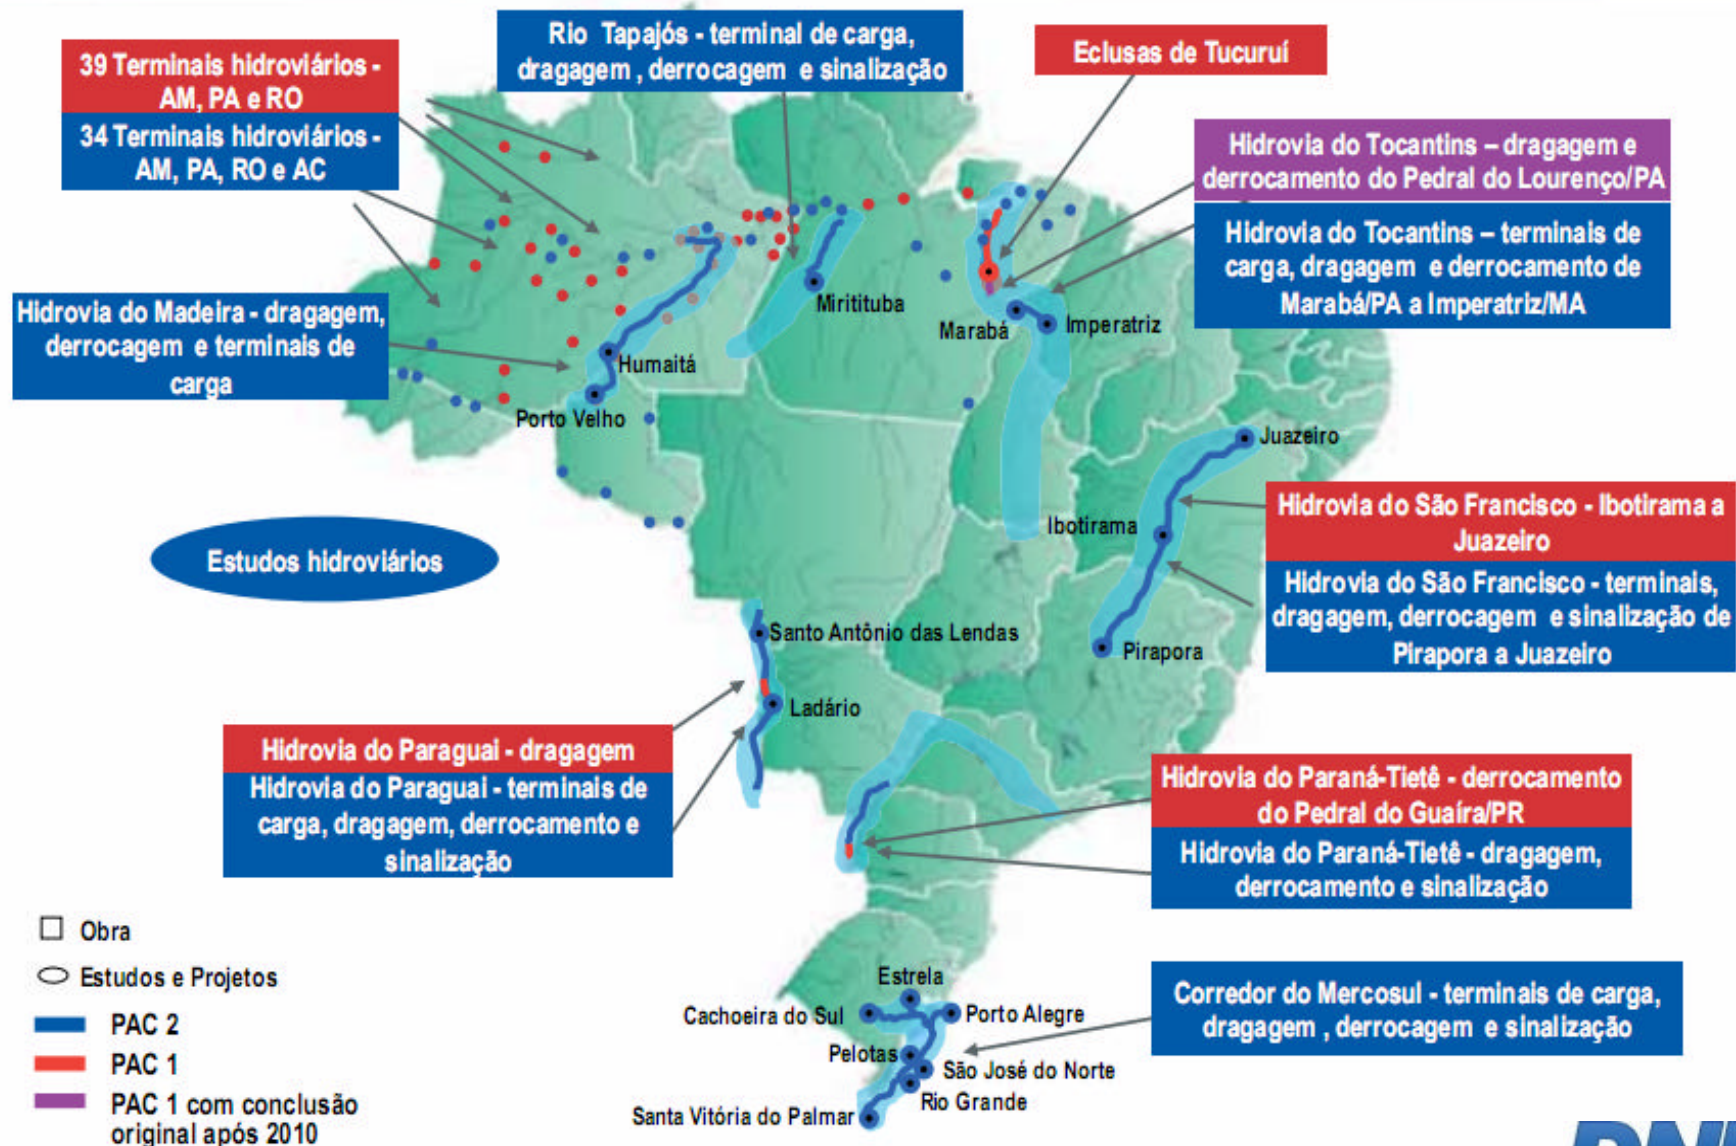 Rio Tapajós - terminal de carga,
dragagem , derrocagem e sinalização
Eclusas de Tucuruí
39 Terminais hidroviários -
AM, PA e RO
34 Terminais hidroviários -
AM, PA, RO e AC
Hidrovia do Tocantins – dragagem e
derrocamento do Pedral do Lourenço/PA
Hidrovia do Tocantins – terminais de
carga, dragagem e derrocamento de
Marabá/PA a Imperatriz/MA
Hidrovia do Madeira - dragagem,
derrocagem e terminais de
carga
Miritituba
Marabá
Imperatriz
Humaitá
Porto Velho
Juazeiro
Ibotirama
Pirapora
Hidrovia do São Francisco - Ibotirama a
Juazeiro
Hidrovia do São Francisco - terminais,
dragagem, derrocagem e sinalização de
Pirapora a Juazeiro
Estudos hidroviários
Santo Antônio das Lendas
Ladário
Hidrovia do Paraguai - dragagem
Hidrovia do Paraguai - terminais de
carga, dragagem, derrocamento e
sinalização
Hidrovia do Paraná-Tietê - derrocamento
do Pedral do Guaíra/PR
Hidrovia do Paraná-Tietê - dragagem,
derrocamento e sinalização
Obra
Estudos e Projetos
PAC 2
PAC 1
PAC 1 com conclusão
original após 2010
Estrela
Cachoeira do Sul
Porto Alegre
Pelotas
São José do Norte
Rio Grande
Santa Vitória do Palmar
Corredor do Mercosul - terminais de carga,
dragagem , derrocagem e sinalização